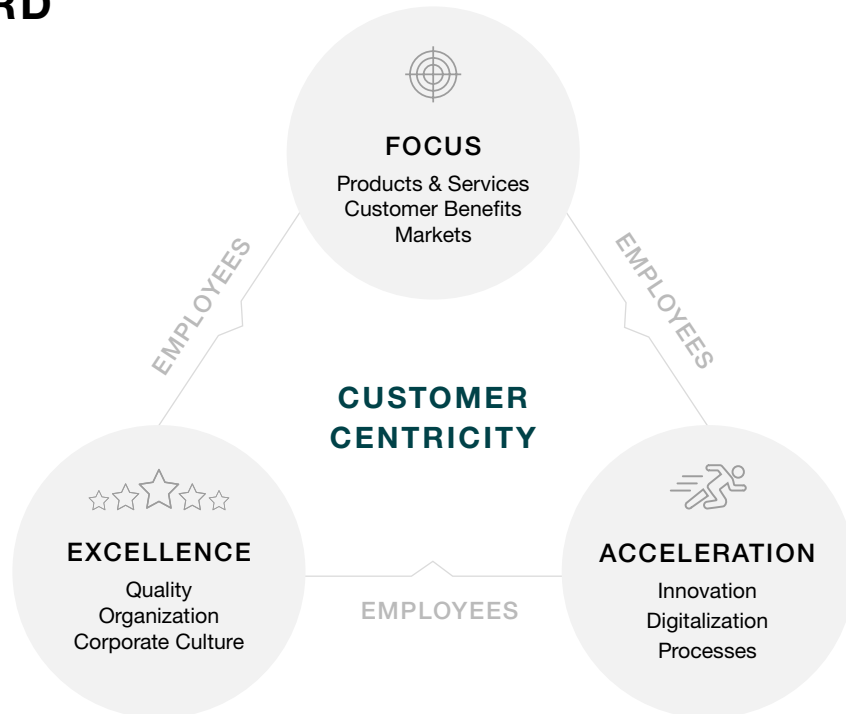 RD
FOCUS
Products & Services
Customer Benefits
Markets
EMPLOYEES
EMPLOYEES
CUSTOMER
CENTRICITY
EXCELLENCE
Quality
Organization
Corporate Culture
ACCELERATION
Innovation
Digitalization
Processes
EMPLOYEES